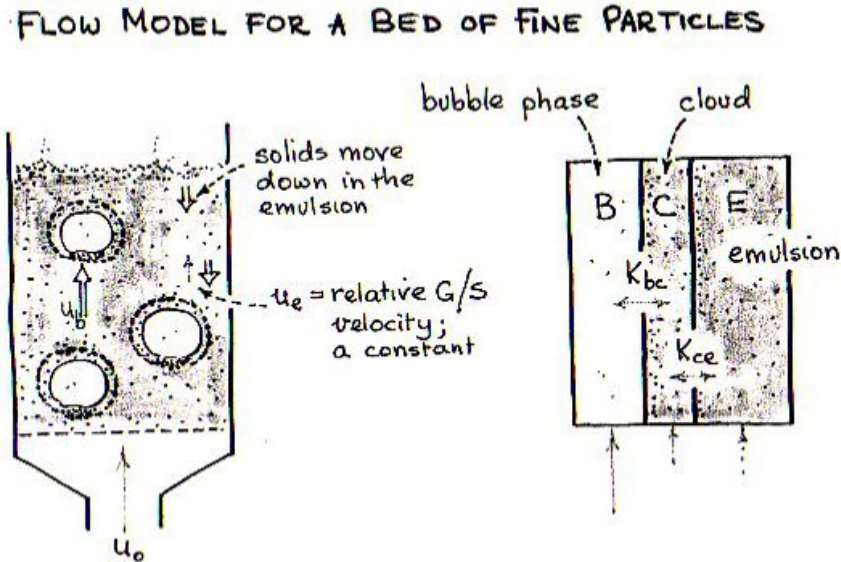 FLOW MODEL FOR A BED OF FINE PARTICLES
solids move
down in the
emulsion
u_b
u_e = relative G/S
velocity;
a constant
u_o
bubble phase
cloud
B
C
E
emulsion
K_bc
K_ce